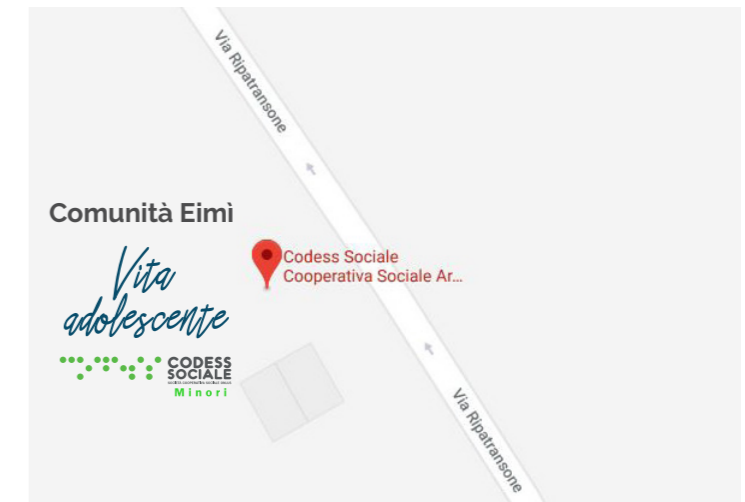 Via Ripatransone
Comunità Eimì
Vita
adolescente
CODESS
SOCIALE
Minori
Codess Sociale
Cooperativa Sociale Ar...
Via Ripatransone